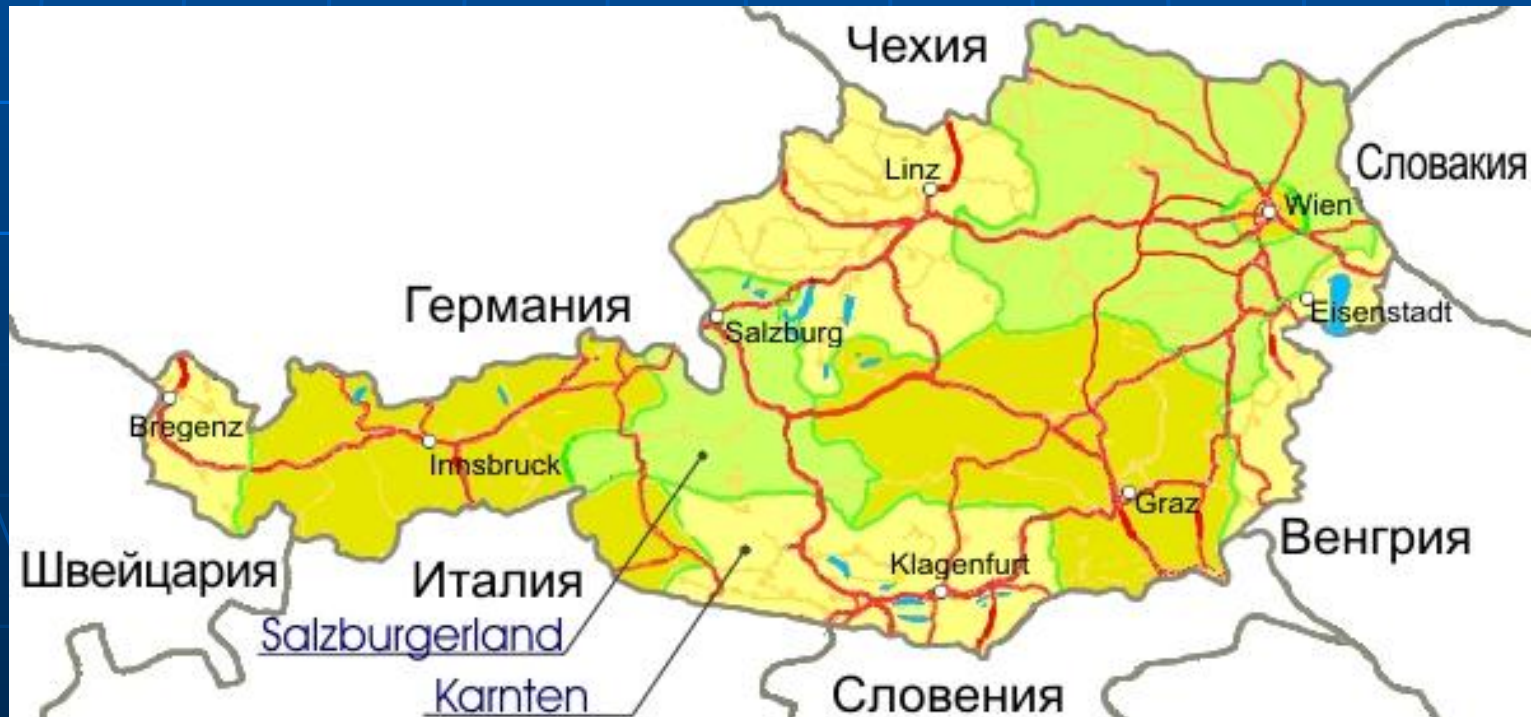 Чехия
Linz
Словакия
Wien
Германия
Salzburg
Eisenstadt
Bregenz
Innsbruck
Graz
Венгрия
Швейцария
Италия
Klagenfurt
Salzburgerland
Karnten
Словения